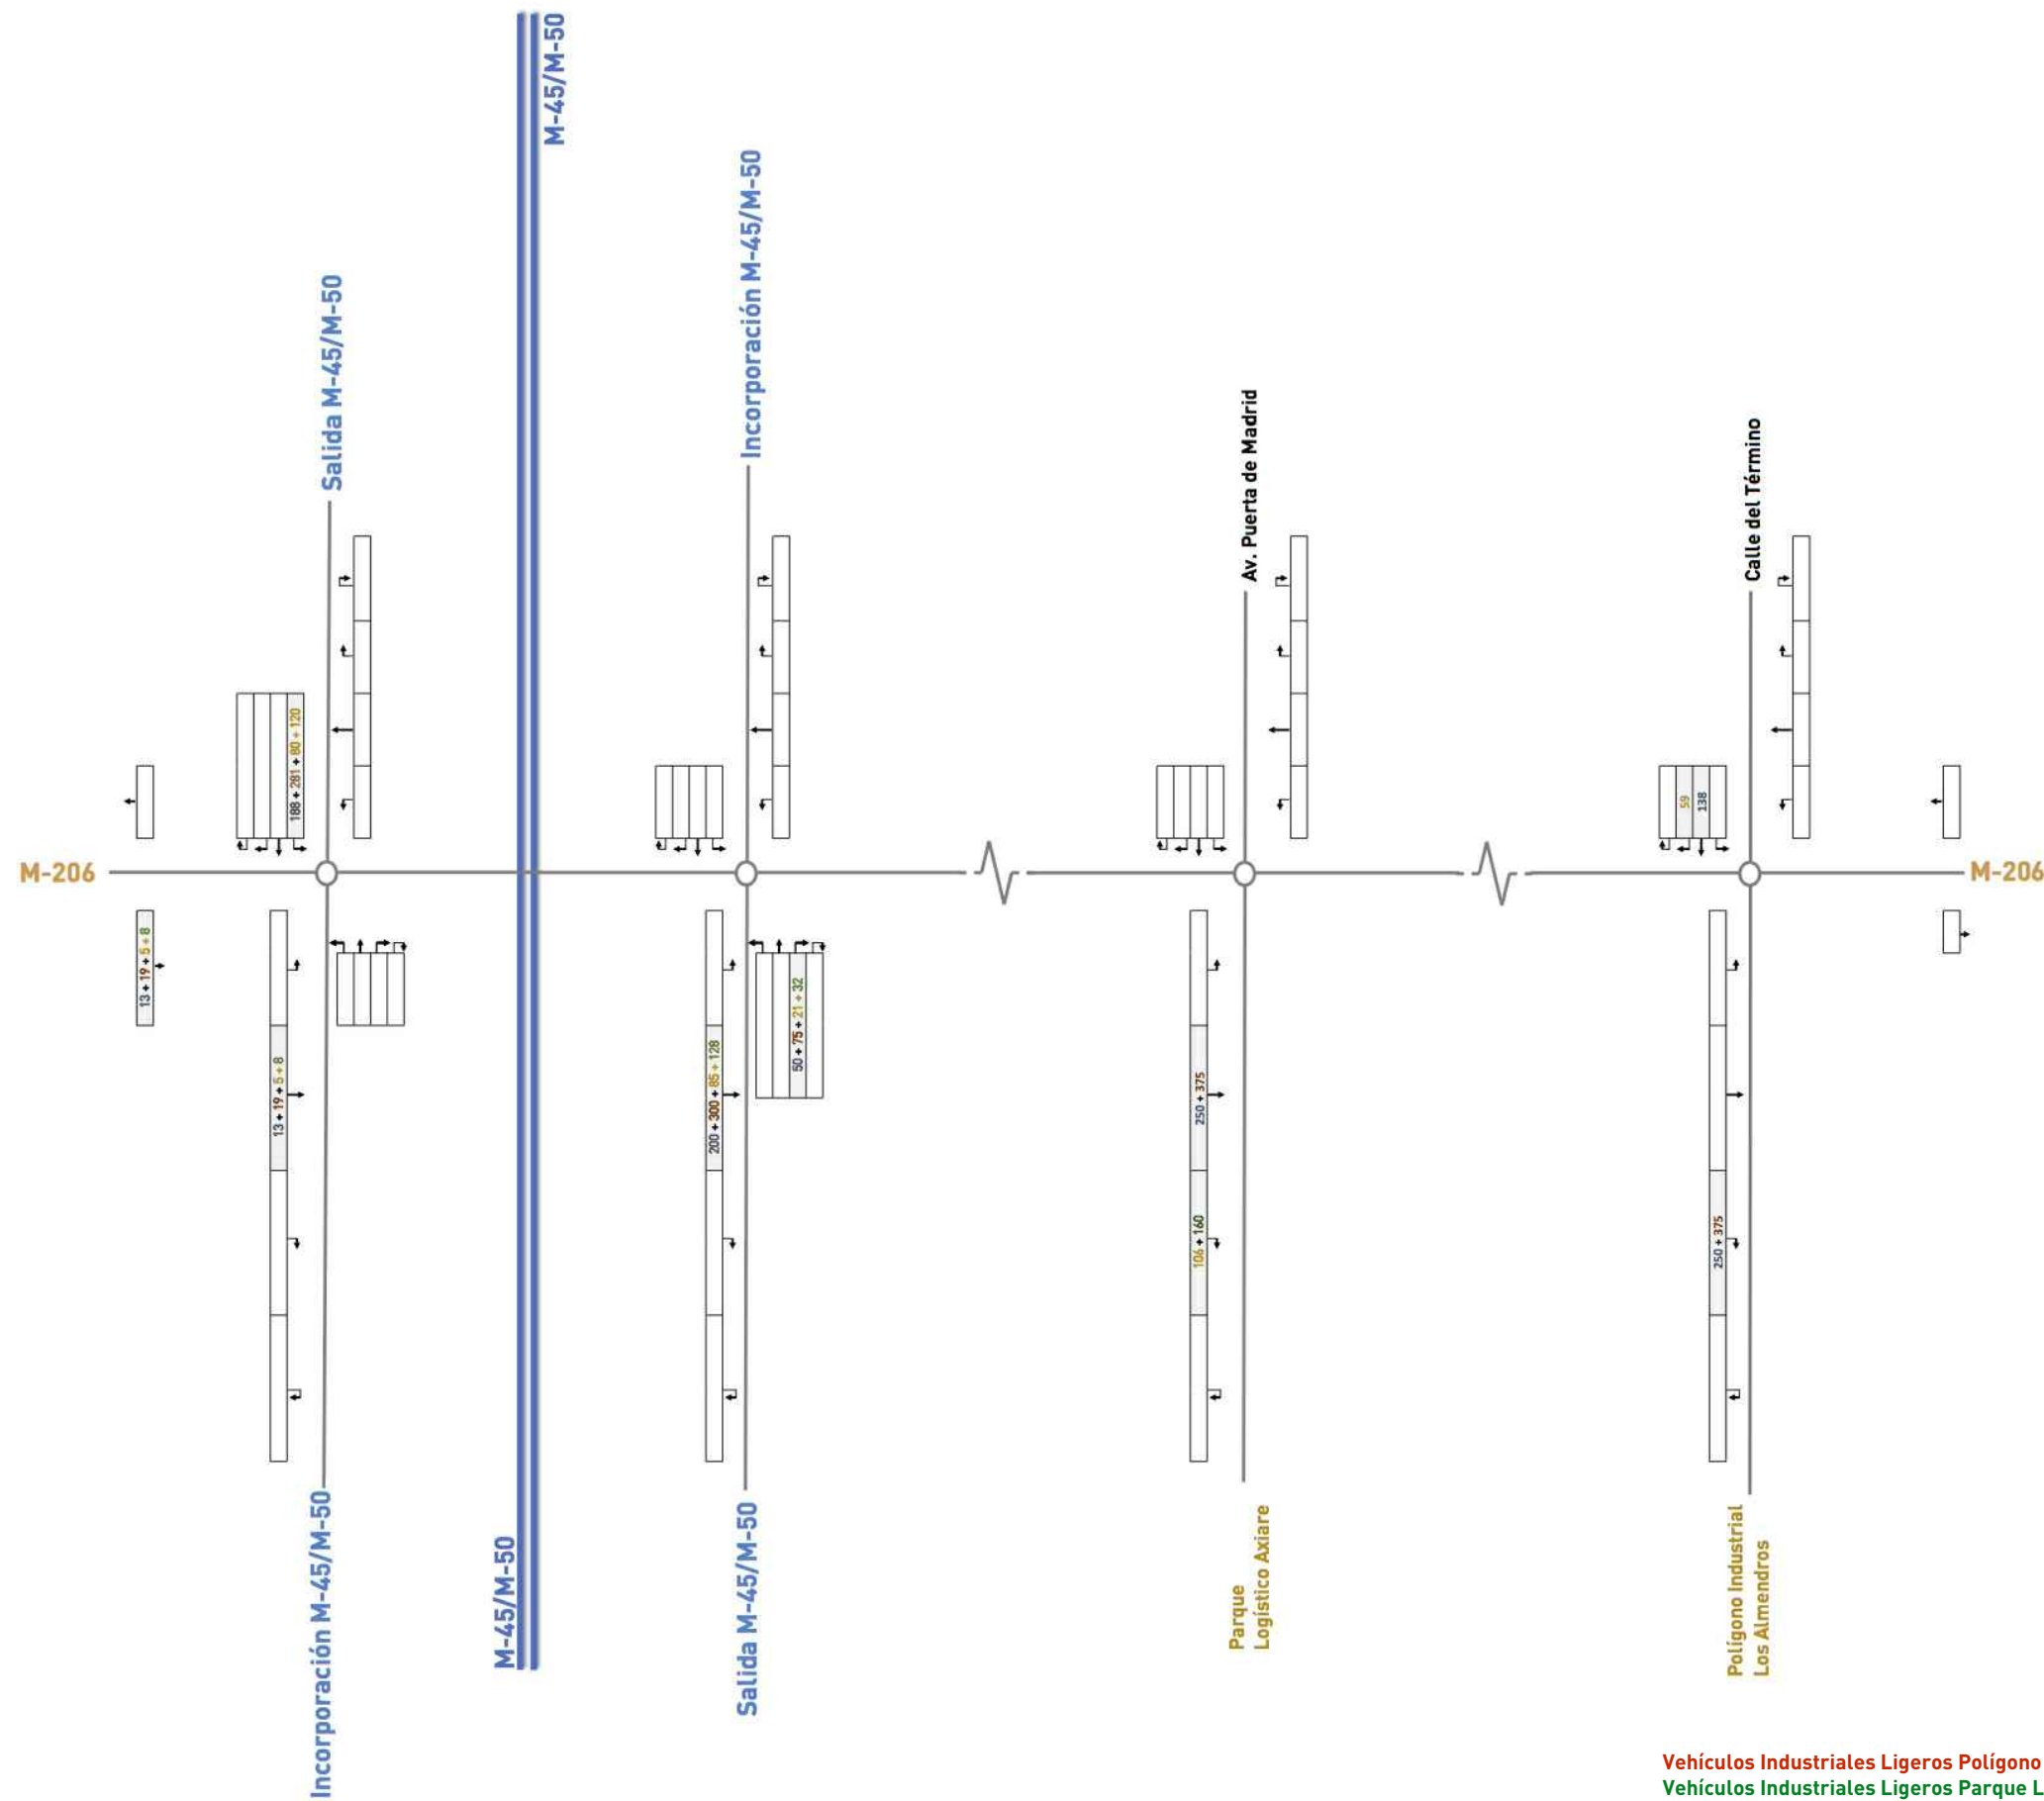 M-45/M-50
Incorporación M-45/M-50
Salida M-45/M-50
Av. Puerta de Madrid
Calle del Término
188 + 281 + 80 + 120
59
138
M-206
M-206
13 + 19 + 5 + 8
13 + 19 + 5 + 8
200 + 300 + 85 + 128
50 + 75 + 21 + 32
250 + 375
106 + 160
250 + 375
Incorporación M-45/M-50
M-45/M-50
Salida M-45/M-50
Parque
Logístico Axiare
Polígono Industrial
Los Almendros
Vehículos Industriales Ligeros Polígono
Vehículos Industriales Ligeros Parque L